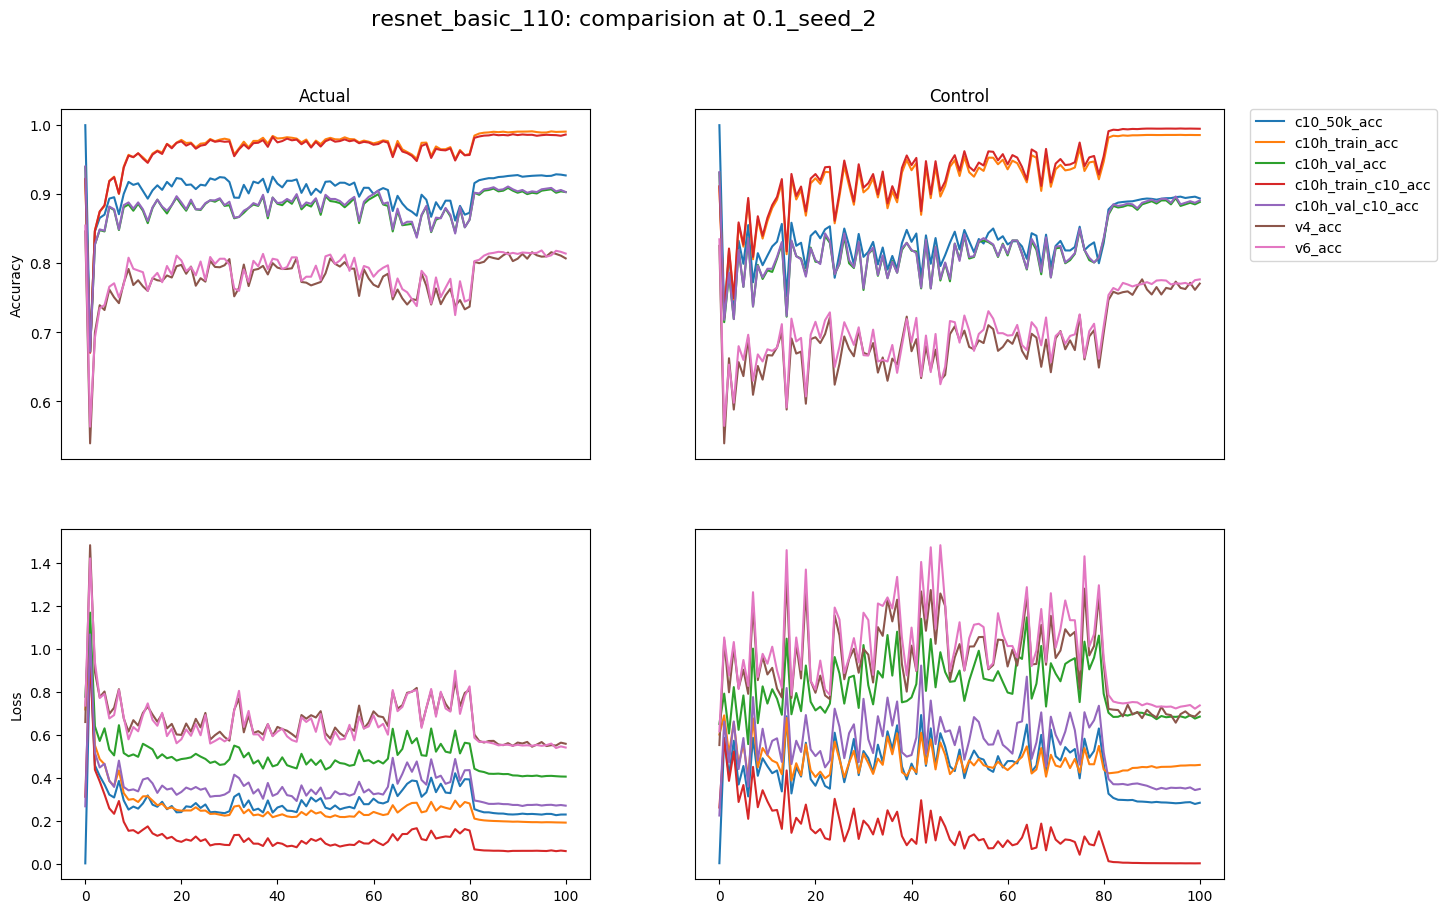 resnet_basic_110: comparision at 0.1_seed_2
Actual
Control
Accuracy
1.0
0.9
0.8
0.7
0.6
c10_50k_acc
c10h_train_acc
c10h_val_acc
c10h_train_c10_acc
c10h_val_c10_acc
v4_acc
v6_acc
Loss
1.4
1.2
1.0
0.8
0.6
0.4
0.2
0.0
0 20 40 60 80 100
0 20 40 60 80 100